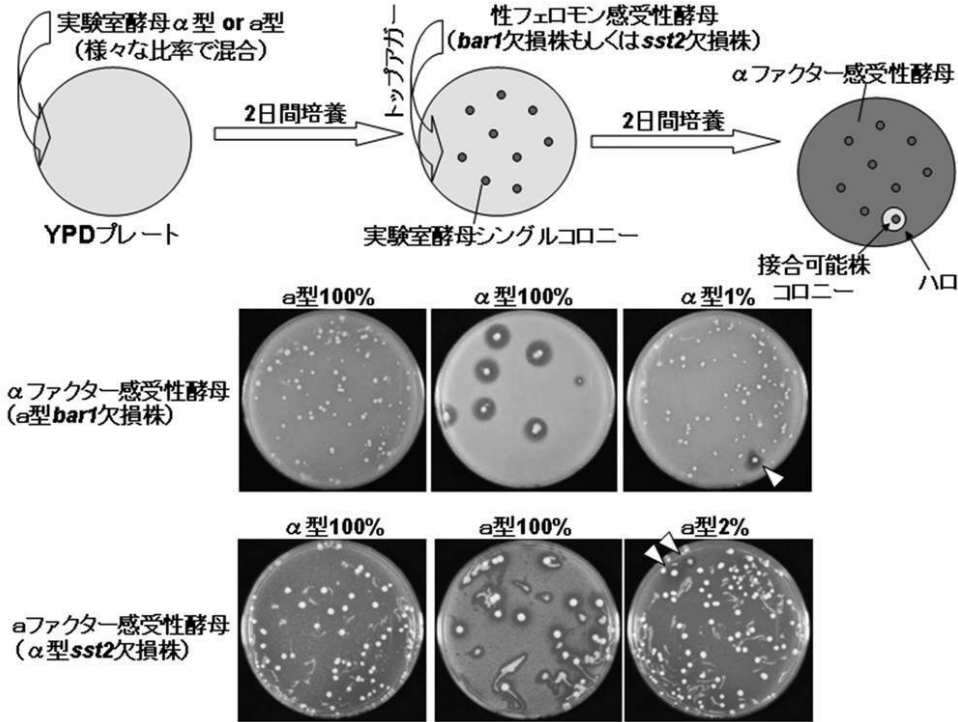 実験室酵母α型 or a型
(様々な比率で混合)
YPDプレート
2日間培養
トップアガー
性フェロモン感受性酵母
(bar1欠損株もしくはsst2欠損株)
実験室酵母シングルコロニー
2日間培養
αファクター感受性酵母
接合可能株
コロニー
ハロ
a型100%
α型100%
α型1%
αファクター感受性酵母
(a型bar1欠損株)
α型100%
a型100%
a型2%
aファクター感受性酵母
(α型sst2欠損株)